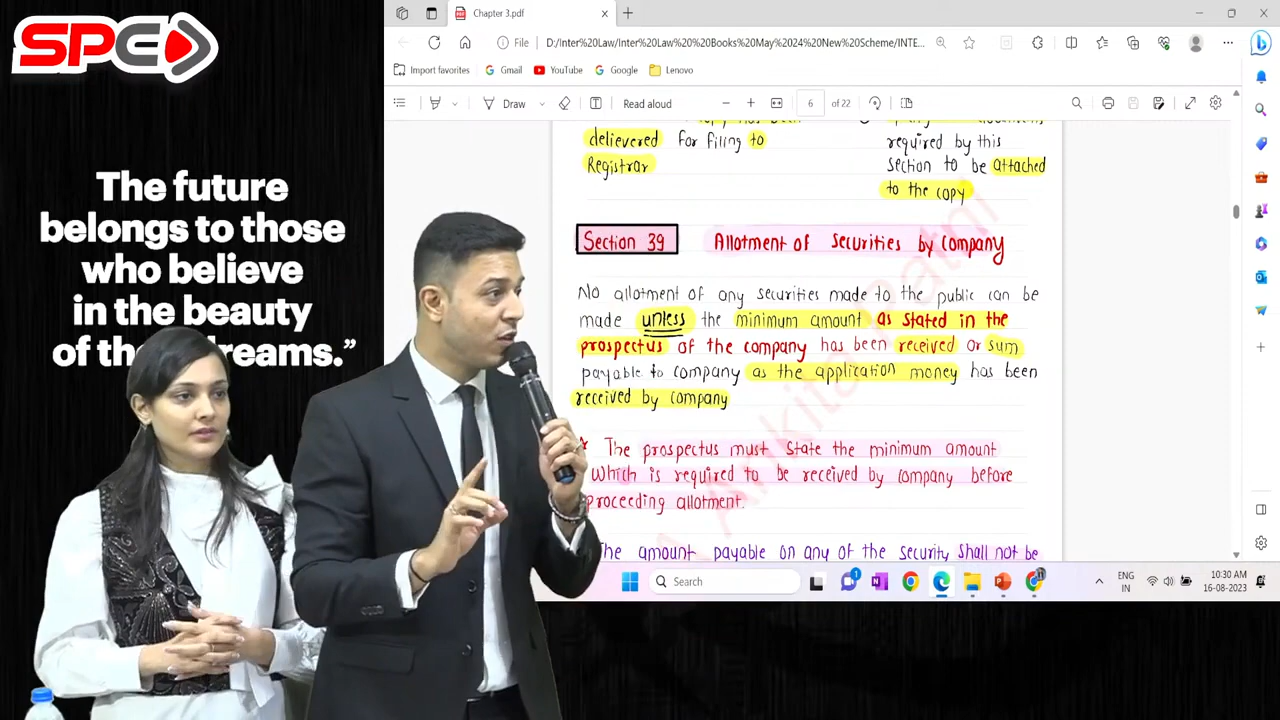 SPE
The future
belongs to those
who believe
in the beauty
of dreams.”
Chapter 3.pdf
File D:/Inter%20Law/Inter%20Law%20%20Books%20May%2024%20New%20Scheme/INTE...
Import favorites Gmail YouTube Google Lenovo
Draw Read aloud 6 of 22
delievered for filing to
Registrar
required by this
section to be attached
to the copy
Section 39 Allotment of securities by company
No allotment of any securities made to the public can be
made unless the minimum amount as stated in the
prospectus of the company has been received or sum
payable to company as the application money has been
received by company
The prospectus must state the minimum amount
which is required to be received by company before
proceeding allotment.
The amount payable on any of the security shall not be
Search
ENG
IN
10:30 AM
16-08-2023